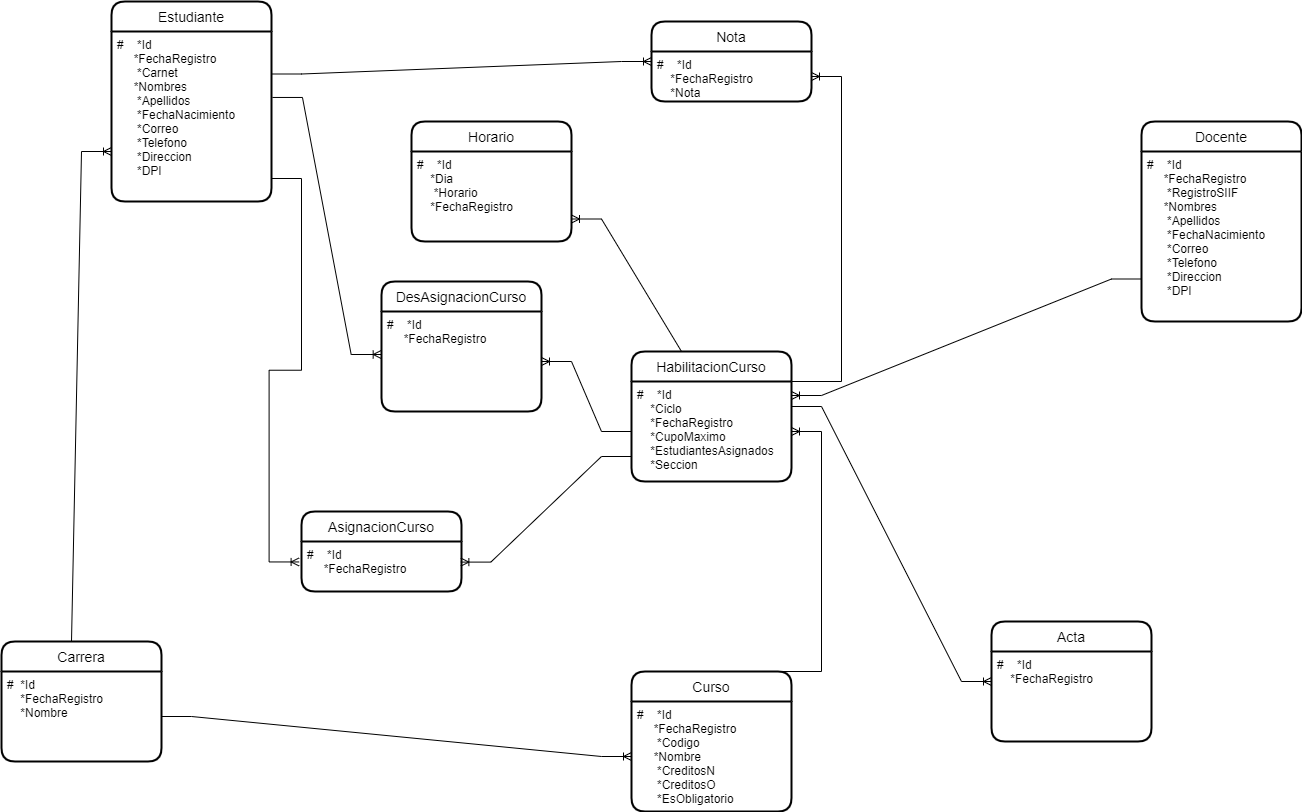 Estudiante
# *Id
*FechaRegistro
*Carnet
*Nombres
*Apellidos
*FechaNacimiento
*Correo
*Telefono
*Direccion
*DPI
Nota
# *Id
*FechaRegistro
*Nota
Horario
# *Id
*Dia
*Horario
*FechaRegistro
Docente
# *Id
*FechaRegistro
*RegistroSIIF
*Nombres
*Apellidos
*FechaNacimiento
*Correo
*Telefono
*Direccion
*DPI
DesAsignacionCurso
# *Id
*FechaRegistro
HabilitacionCurso
# *Id
*Ciclo
*FechaRegistro
*CupoMaximo
*EstudiantesAsignados
*Seccion
AsignacionCurso
# *Id
*FechaRegistro
Carrera
# *Id
*FechaRegistro
*Nombre
Curso
# *Id
*FechaRegistro
*Codigo
*Nombre
*CreditosN
*CreditosO
*EsObligatorio
Acta
# *Id
*FechaRegistro